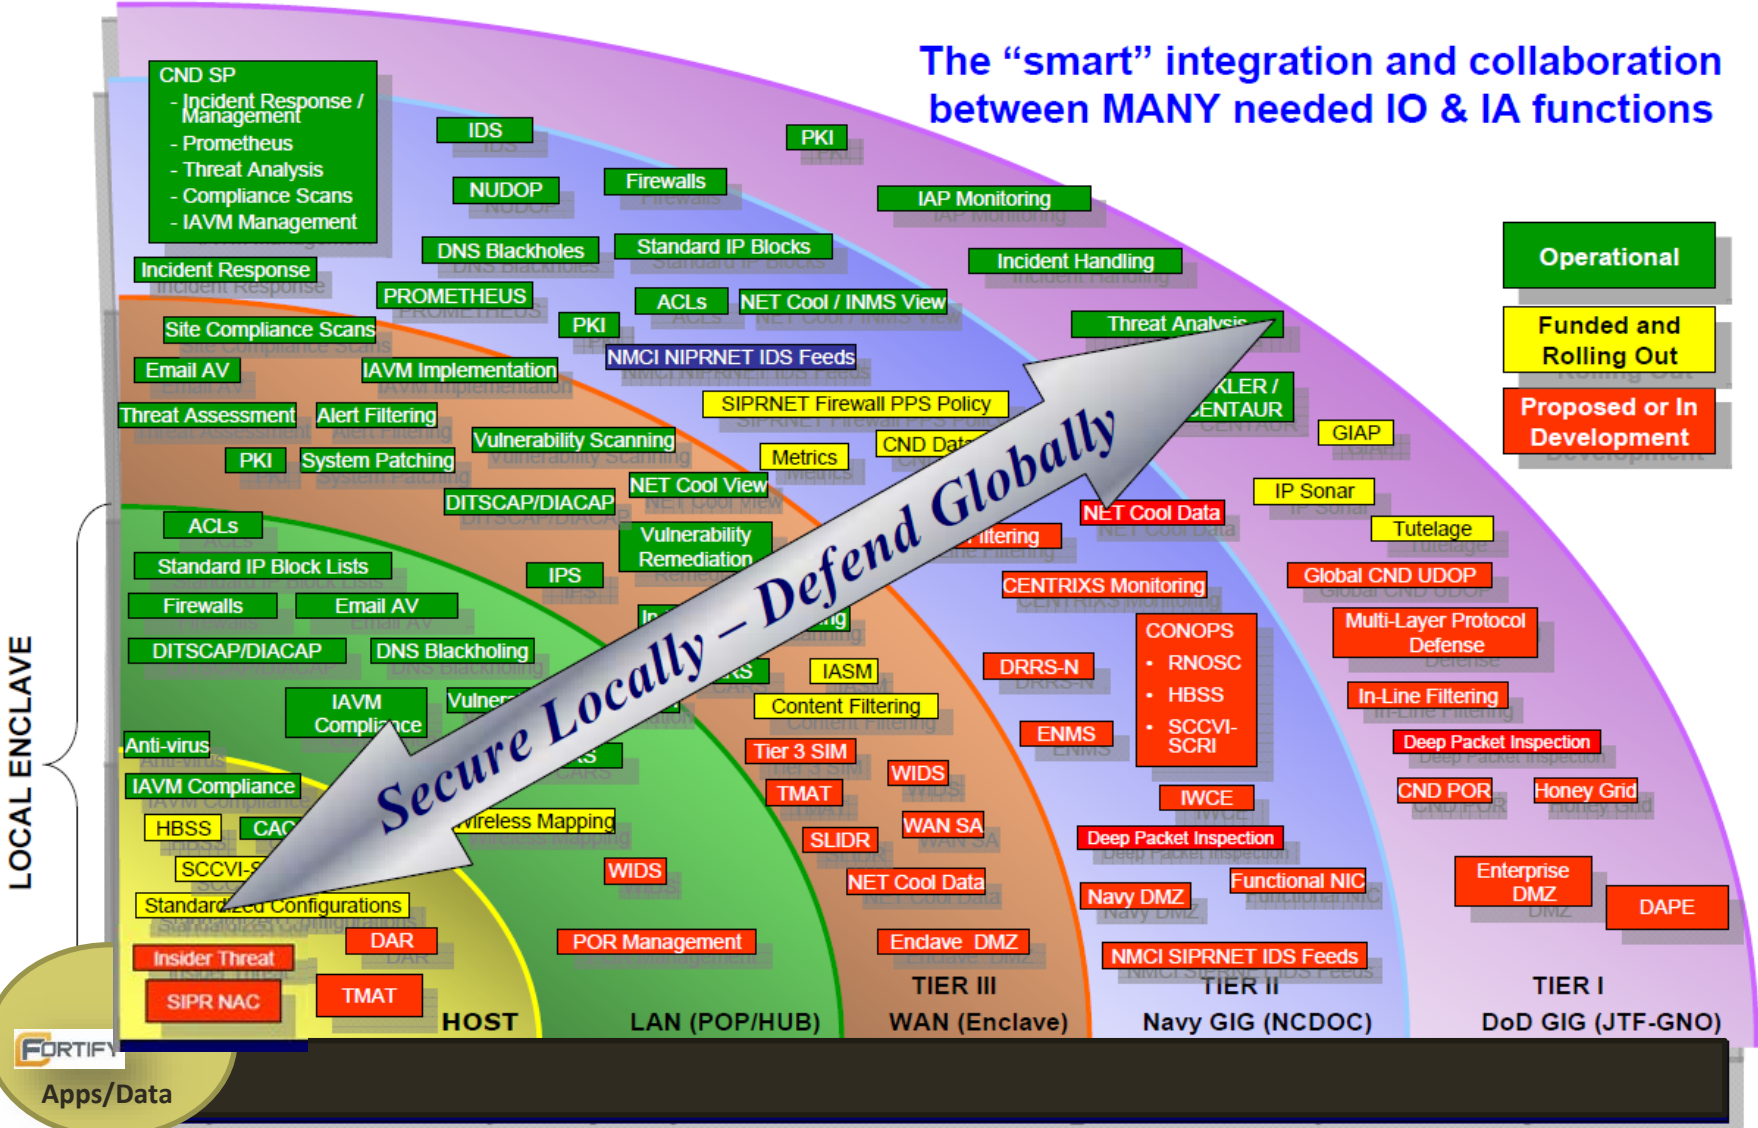 The “smart” integration and collaboration
between MANY needed IO & IA functions
CND SP
- Incident Response /
Management
- Prometheus
- Threat Analysis
- Compliance Scans
- IAVM Management
IDS
PKI
NUDOP
Firewalls
IAP Monitoring
DNS Blackholes
Standard IP Blocks
Incident Handling
Incident Response
PROMETHEUS
ACLs
NET Cool / INMS View
PKI
Threat Analysis
NMCI NIPRNET IDS Feeds
Operational
Funded and
Rolling Out
Proposed or In
Development
Site Compliance Scans
Email AV
IAVM Implementation
KLER /
CENTAUR
SIPRNET Firewall PPS Policy
Threat Assessment
Alert Filtering
GIAP
Vulnerability Scanning
CND Data
Metrics
PKI
System Patching
NET Cool View
IP Sonar
DITSCAP/DIACAP
NET Cool Data
Tutelage
ACLs
Vulnerability
Remediation
Filtering
Standard IP Block Lists
IPS
CENTRIXS Monitoring
Global CND UDOP
Firewalls
Email AV
Multi-Layer Protocol
Defense
CONOPS
• RNOSC
• HBSS
• SCCVI-
SCRI
DITSCAP/DIACAP
DNS Blackholing
DRRS-N
IASM
In-Line Filtering
IAVM
Compliance
Content Filtering
ENMS
Deep Packet Inspection
Anti-virus
Tier 3 SIM
WIDS
IAVM Compliance
TMAT
CND POR
Honey Grid
IWCE
HBSS
CAC
Wireless Mapping
WAN SA
SLIDR
Deep Packet Inspection
SCCVI-S
WIDS
NET Cool Data
Functional NIC
Enterprise
DMZ
Navy DMZ
DAPE
Standardized Configurations
DAR
POR Management
Enclave DMZ
NMCI SIPRNET IDS Feeds
Insider Threat
SIPR NAC
TMAT
Secure Locally – Defend Globally
LOCAL ENCLAVE
TIER III
TIER II
TIER I
HOST
LAN (POP/HUB)
WAN (Enclave)
Navy GIG (NCDOC)
DoD GIG (JTF-GNO)
FORTIFY
Apps/Data